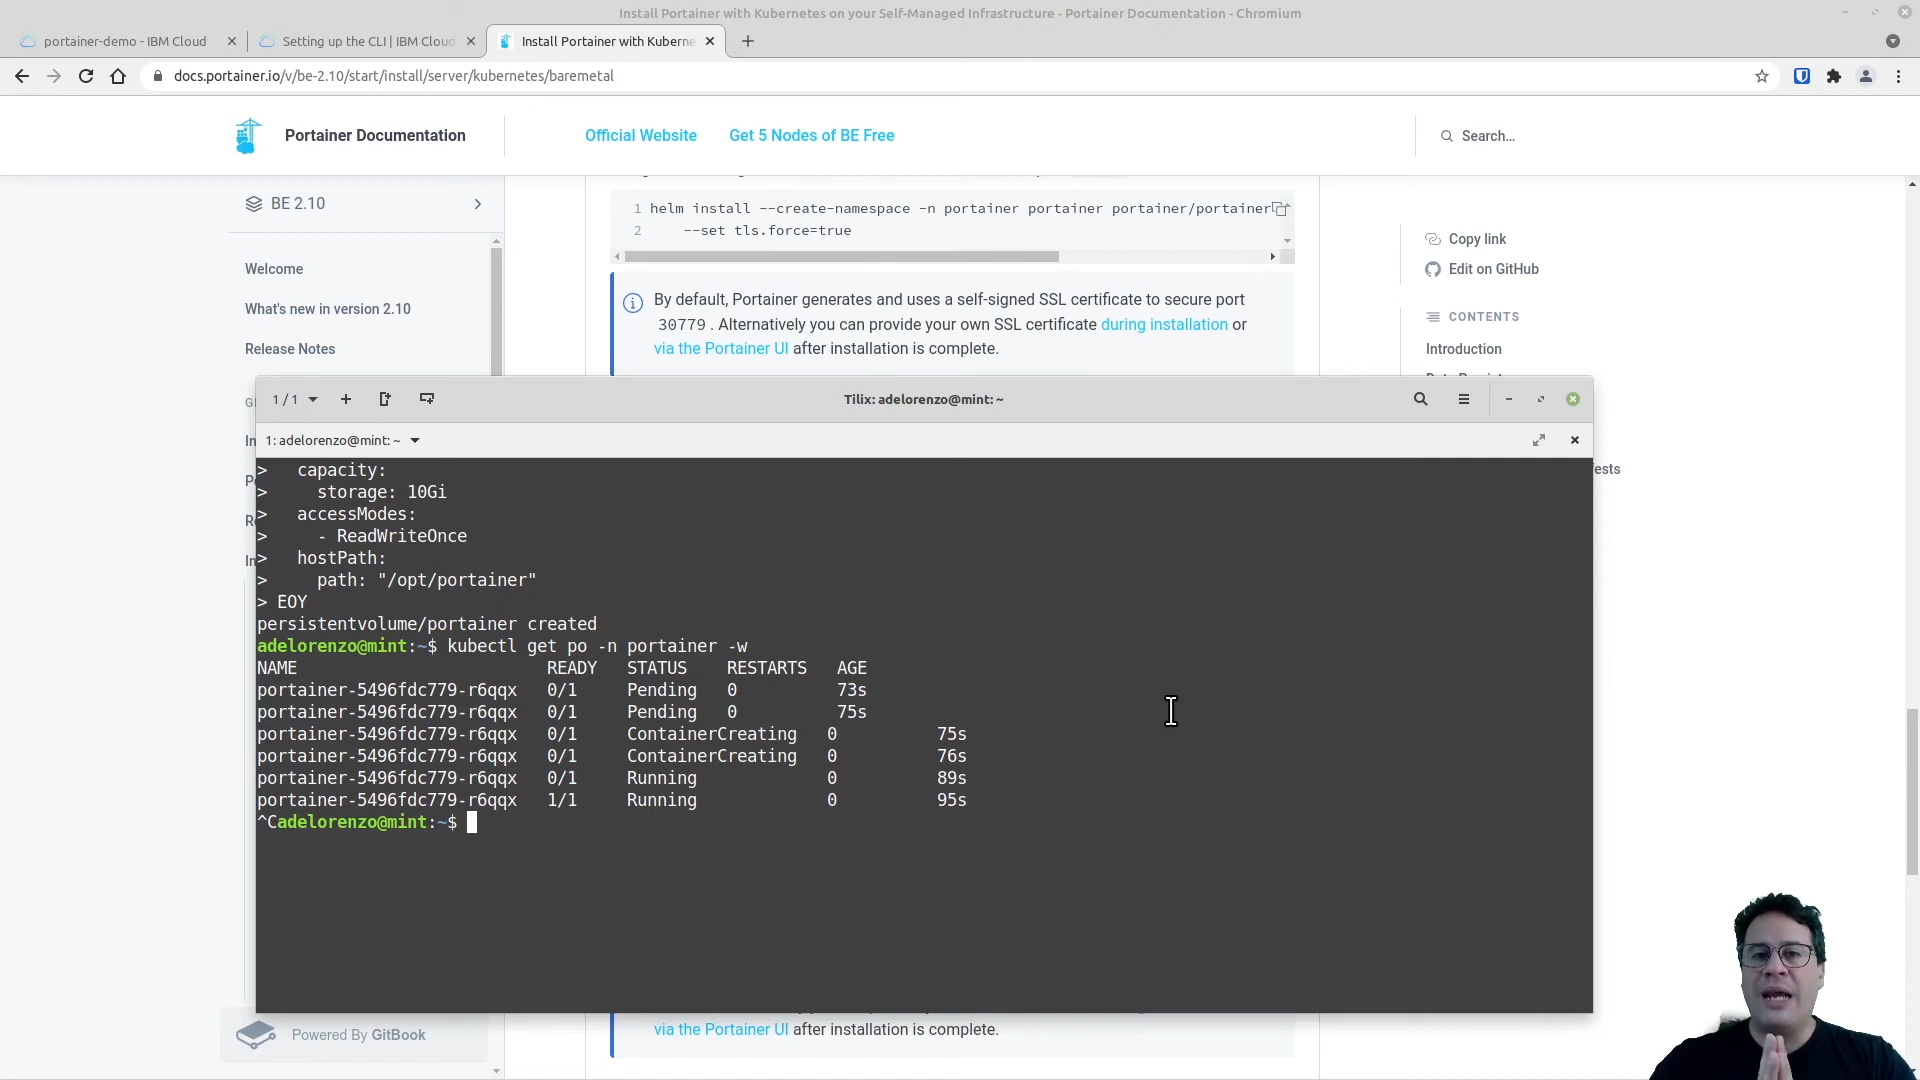 Install Portainer with Kubernetes on your Self-Managed Infrastructure - Portainer Documentation - Chromium
portainer-demo - IBM Cloud
Setting up the CLI | IBM Cloud
Install Portainer with Kuberne
docs.portainer.io/v/be-2.10/start/install/server/kubernetes/baremetal
Portainer Documentation
Official Website
Get 5 Nodes of BE Free
Search...
BE 2.10
Welcome
What's new in version 2.10
Release Notes
1 helm install --create-namespace -n portainer portainer portainer/portainer
2 --set tls.force=true
By default, Portainer generates and uses a self-signed SSL certificate to secure port
30779 . Alternatively you can provide your own SSL certificate during installation or
via the Portainer UI after installation is complete.
Copy link
Edit on GitHub
CONTENTS
Introduction
ests
1 / 1
Tilix: adelorenzo@mint: ~
1: adelorenzo@mint: ~
> capacity:
> storage: 10Gi
> accessModes:
> - ReadWriteOnce
> hostPath:
> path: "/opt/portainer"
> EOY
persistentvolume/portainer created
adelorenzo@mint:~$ kubectl get po -n portainer -w
NAME READY STATUS RESTARTS AGE
portainer-5496fdc779-r6qqx 0/1 Pending 0 73s
portainer-5496fdc779-r6qqx 0/1 Pending 0 75s
portainer-5496fdc779-r6qqx 0/1 ContainerCreating 0 75s
portainer-5496fdc779-r6qqx 0/1 ContainerCreating 0 76s
portainer-5496fdc779-r6qqx 0/1 Running 0 89s
portainer-5496fdc779-r6qqx 1/1 Running 0 95s
^Cadelorenzo@mint:~$
via the Portainer UI after installation is complete.
Powered By GitBook